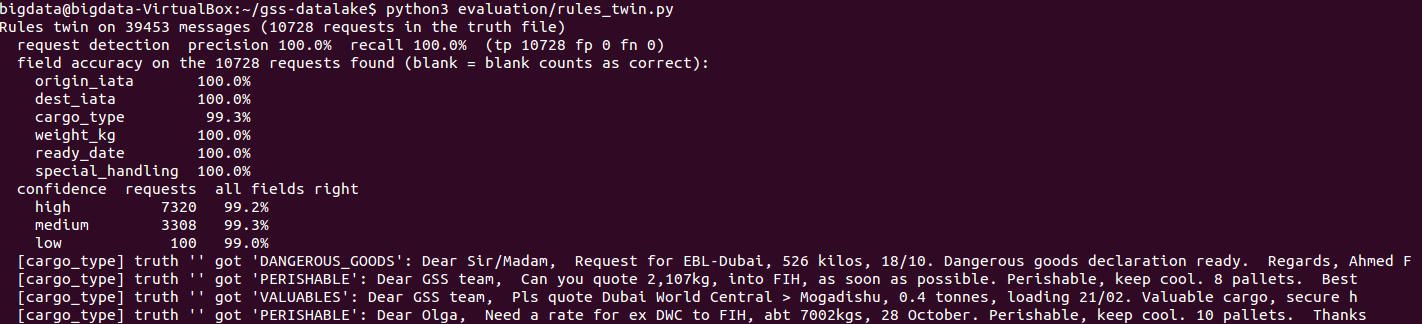 bigdata@bigdata-VirtualBox:~/gss-datalake$ python3 evaluation/rules_twin.py
Rules twin on 39453 messages (10728 requests in the truth file)
  request detection  precision 100.0%  recall 100.0%  (tp 10728 fp 0 fn 0)
  field accuracy on the 10728 requests found (blank = blank counts as correct):
    origin_iata      100.0%
    dest_iata        100.0%
    cargo_type        99.3%
    weight_kg        100.0%
    ready_date       100.0%
    special_handling  100.0%
  confidence  requests  all fields right
    high          7320   99.2%
    medium        3308   99.3%
    low            100   99.0%
  [cargo_type] truth '' got 'DANGEROUS_GOODS': Dear Sir/Madam,  Request for EBL-Dubai, 526 kilos, 18/10. Dangerous goods declaration ready.  Regards, Ahmed F
  [cargo_type] truth '' got 'PERISHABLE': Dear GSS team,  Can you quote 2,107kg, into FIH, as soon as possible. Perishable, keep cool. 8 pallets.  Best
  [cargo_type] truth '' got 'VALUABLES': Dear GSS team,  Pls quote Dubai World Central > Mogadishu, 0.4 tonnes, loading 21/02. Valuable cargo, secure h
  [cargo_type] truth '' got 'PERISHABLE': Dear Olga,  Need a rate for ex DWC to FIH, abt 7002kgs, 28 October. Perishable, keep cool. 10 pallets.  Thanks